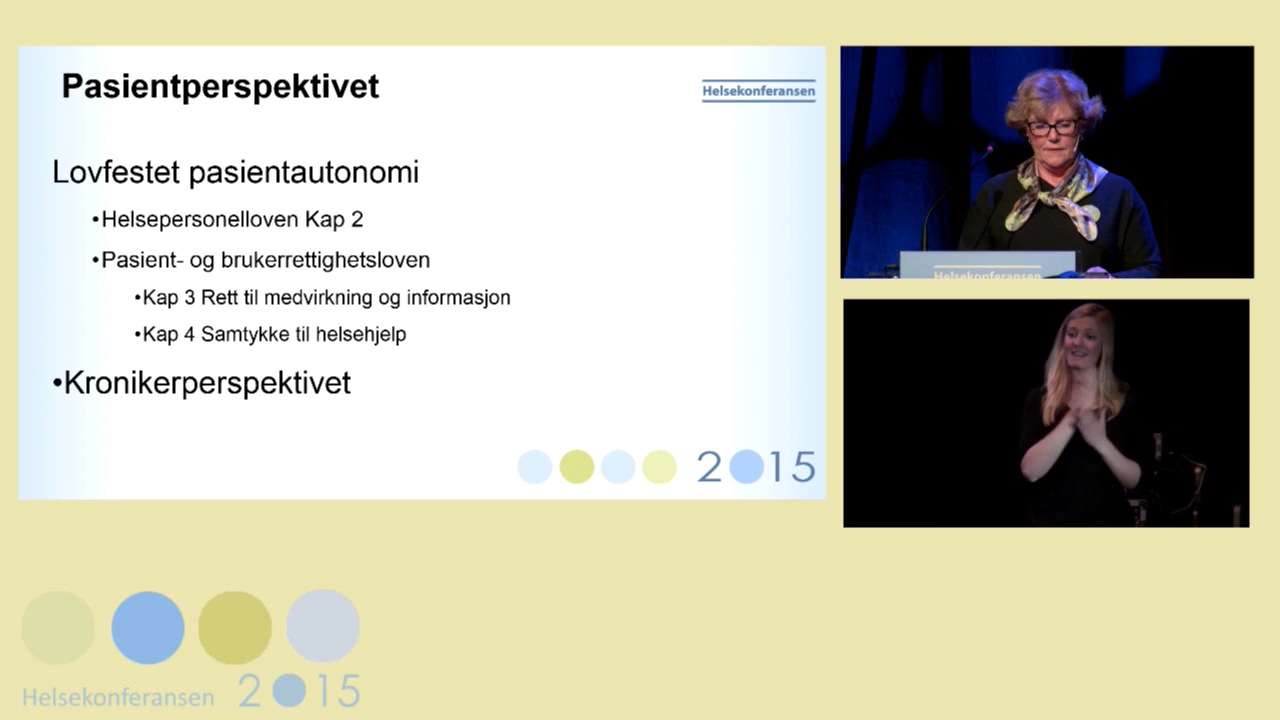 Pasientperspektivet
Helsekonferansen
Lovfestet pasientautonomi
•Helsepersonelloven Kap 2
•Pasient- og brukerrettighetsloven
•Kap 3 Rett til medvirkning og informasjon
•Kap 4 Samtykke til helsehjelp
•Kronikerperspektivet
2015
Helsekonferansen
Helsekonferansen 2015